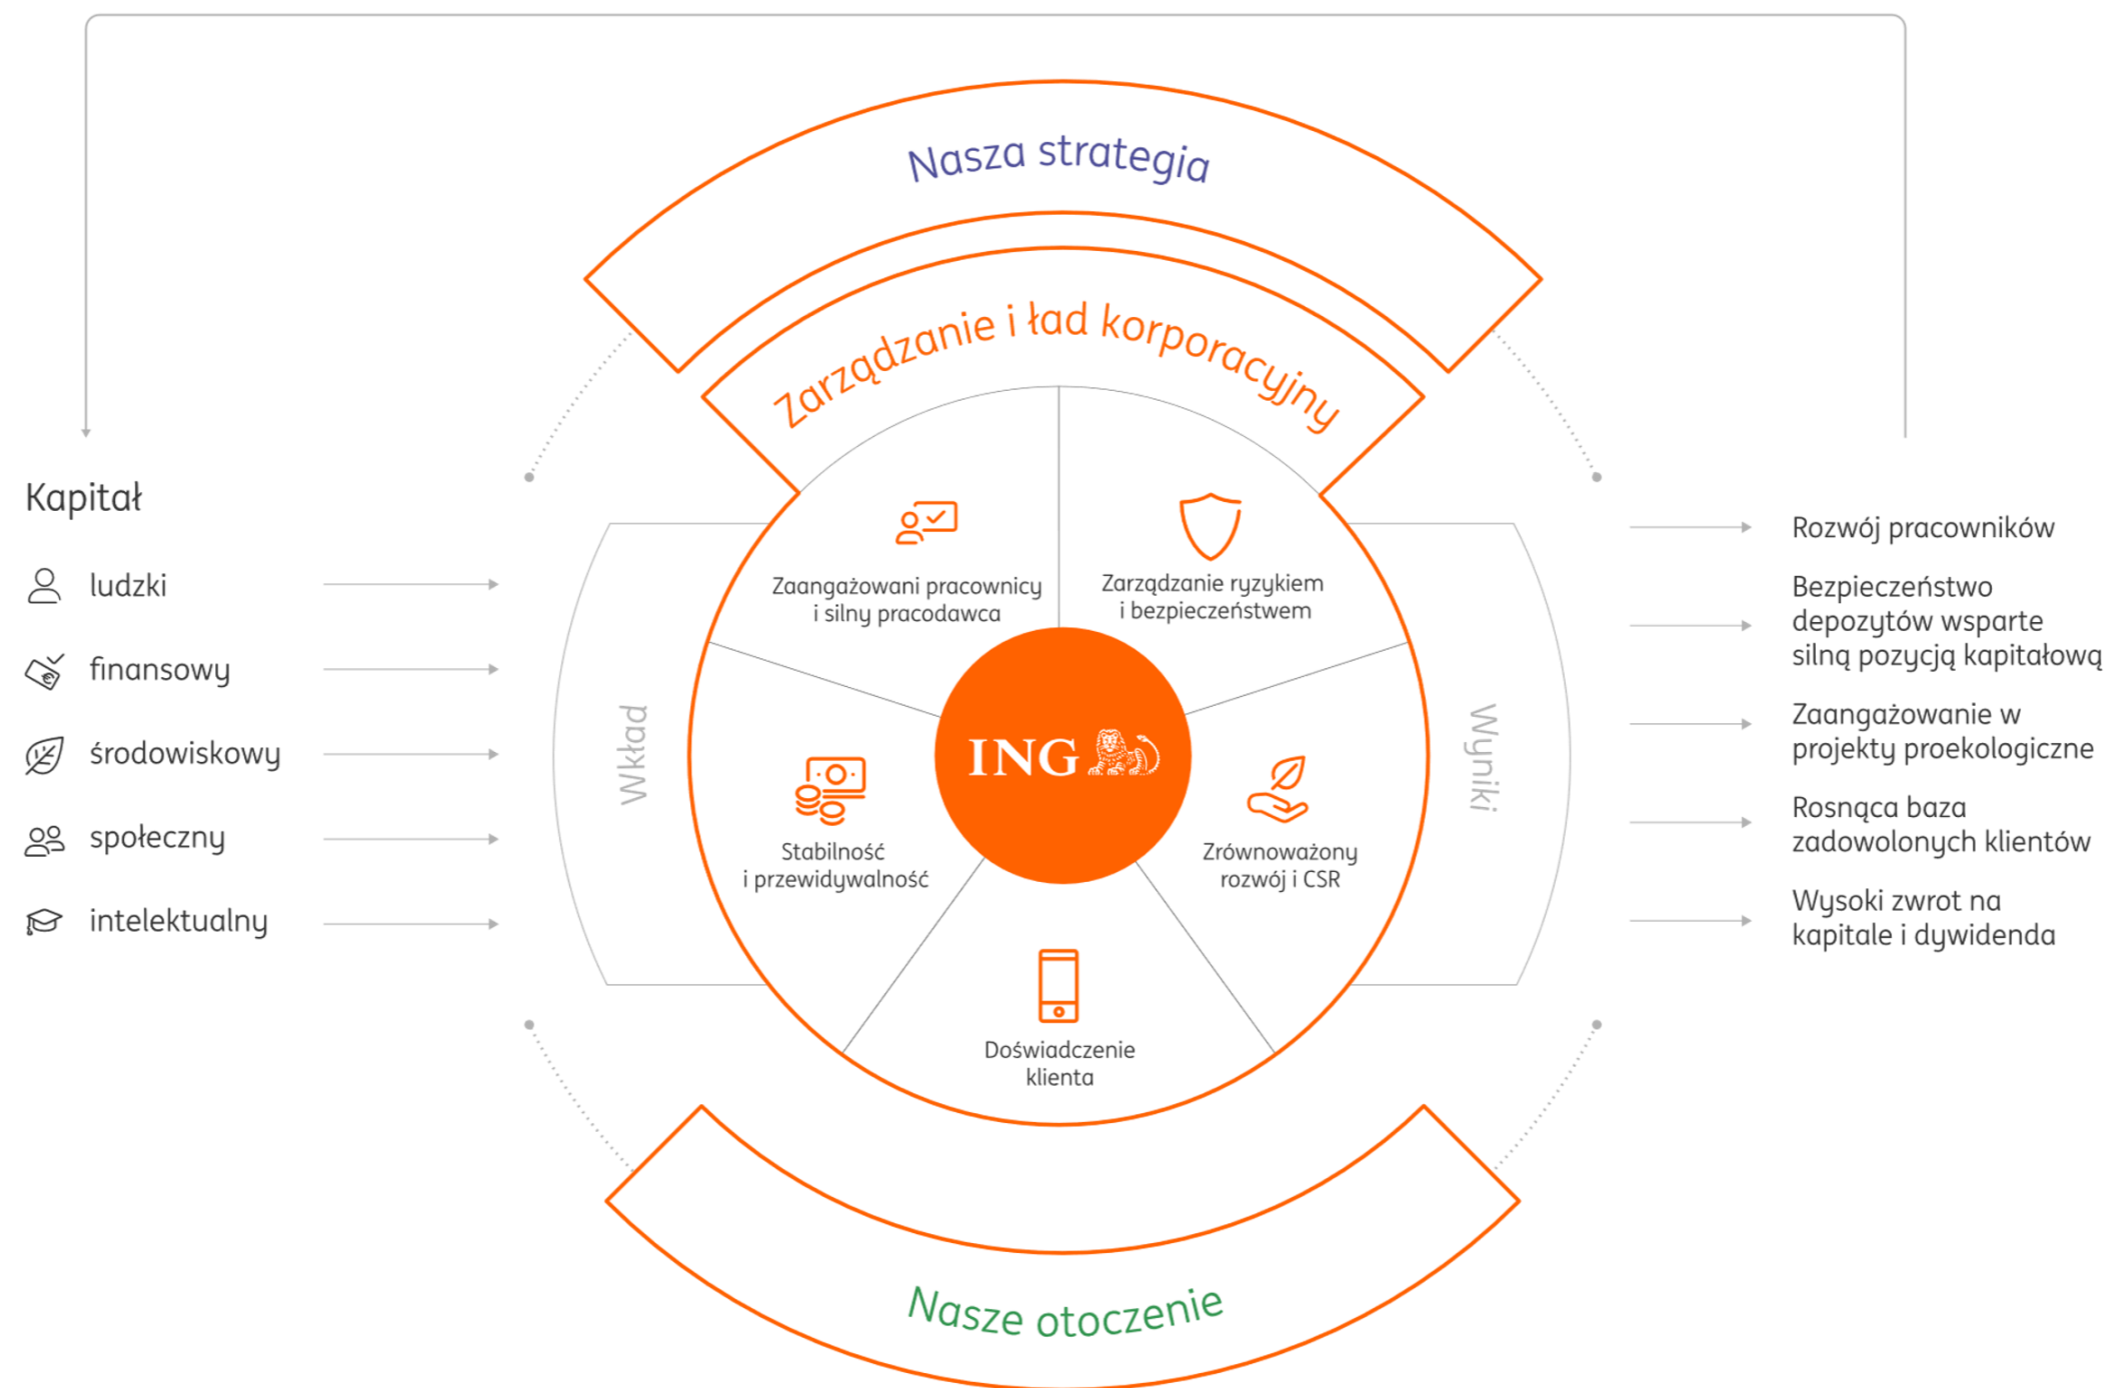 Nasza strategia
Zarządzanie i ład korporacyjny
Kapitał
ludzki
finansowy
środowiskowy
społeczny
intelektualny
Wkład
Zaangażowani pracownicy
i silny pracodawca
Zarządzanie ryzykiem
i bezpieczeństwem
ING
Stabilność
i przewidywalność
Zrównoważony
rozwój i CSR
Doświadczenie
klienta
Wyniki
Rozwój pracowników
Bezpieczeństwo
depozytów wsparte
silną pozycją kapitałową
Zaangażowanie w
projekty proekologiczne
Rosnąca baza
zadowolonych klientów
Wysoki zwrot na
kapitale i dywidenda
Nasze otoczenie